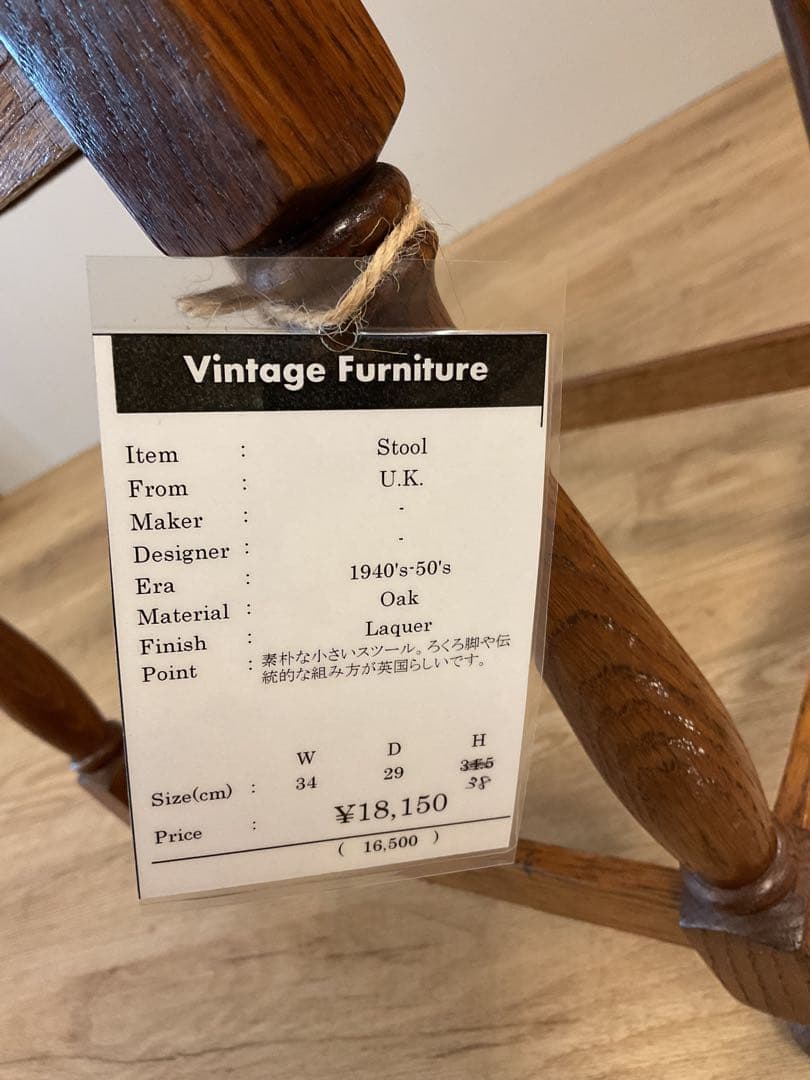 Vintage Furniture
Item : Stool
From : U.K.
Maker : -
Designer : -
Era : 1940's-50's
Material : Oak
Finish : Laquer
Point : 素朴な小さいスツール。ろくろ脚や伝
統的な組み方が英国らしいです。
W D H
Size(cm) : 34 29 34.5
38
Price : ¥18,150
( 16,500 )